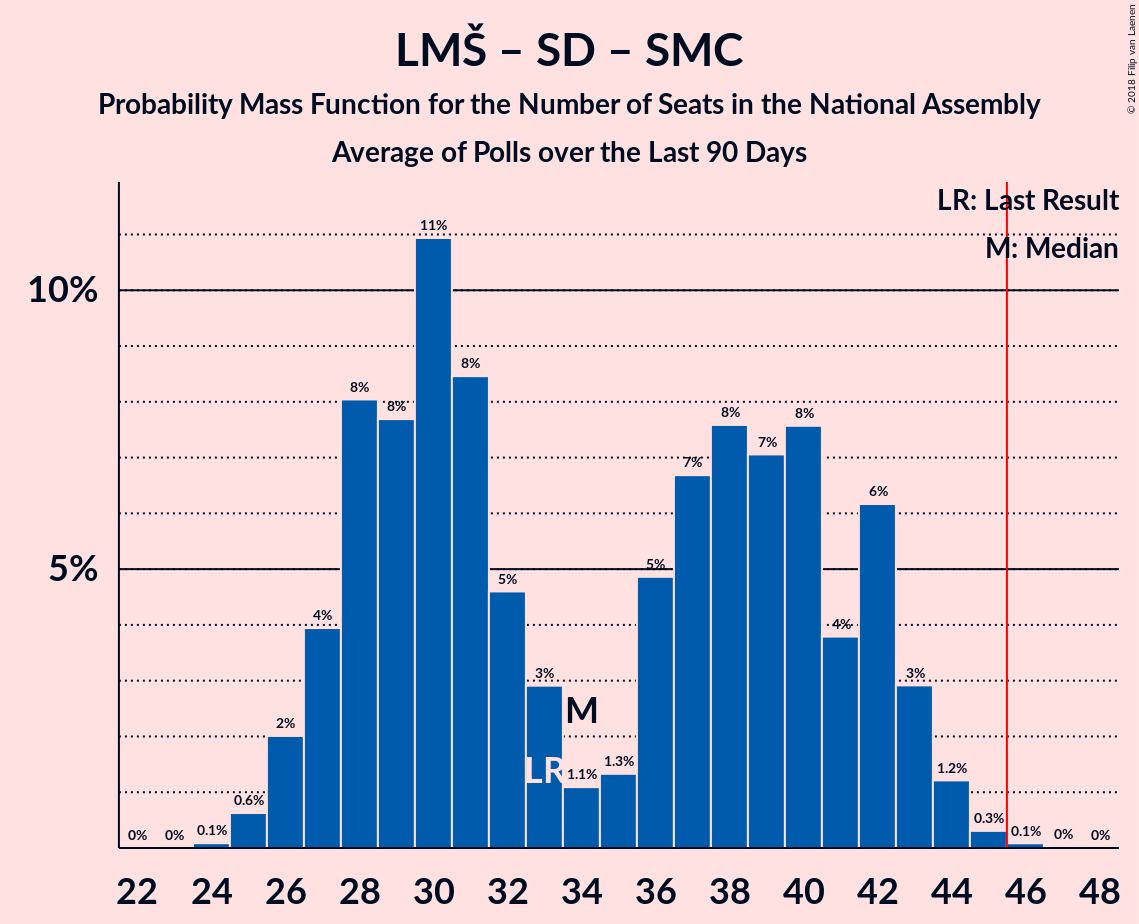 LMŠ – SD – SMC
Probability Mass Function for the Number of Seats in the National Assembly
Average of Polls over the Last 90 Days
© 2018 Filip van Laenen
LR: Last Result
M: Median
10%
5%
0% 0% 0.1% 0.6% 2% 4% 8% 8% 11% 8% 5% 3% 1.1% 1.3% 5% 7% 8% 7% 8% 4% 6% 3% 1.2% 0.3% 0.1% 0% 0%
M
LR
22 24 26 28 30 32 34 36 38 40 42 44 46 48